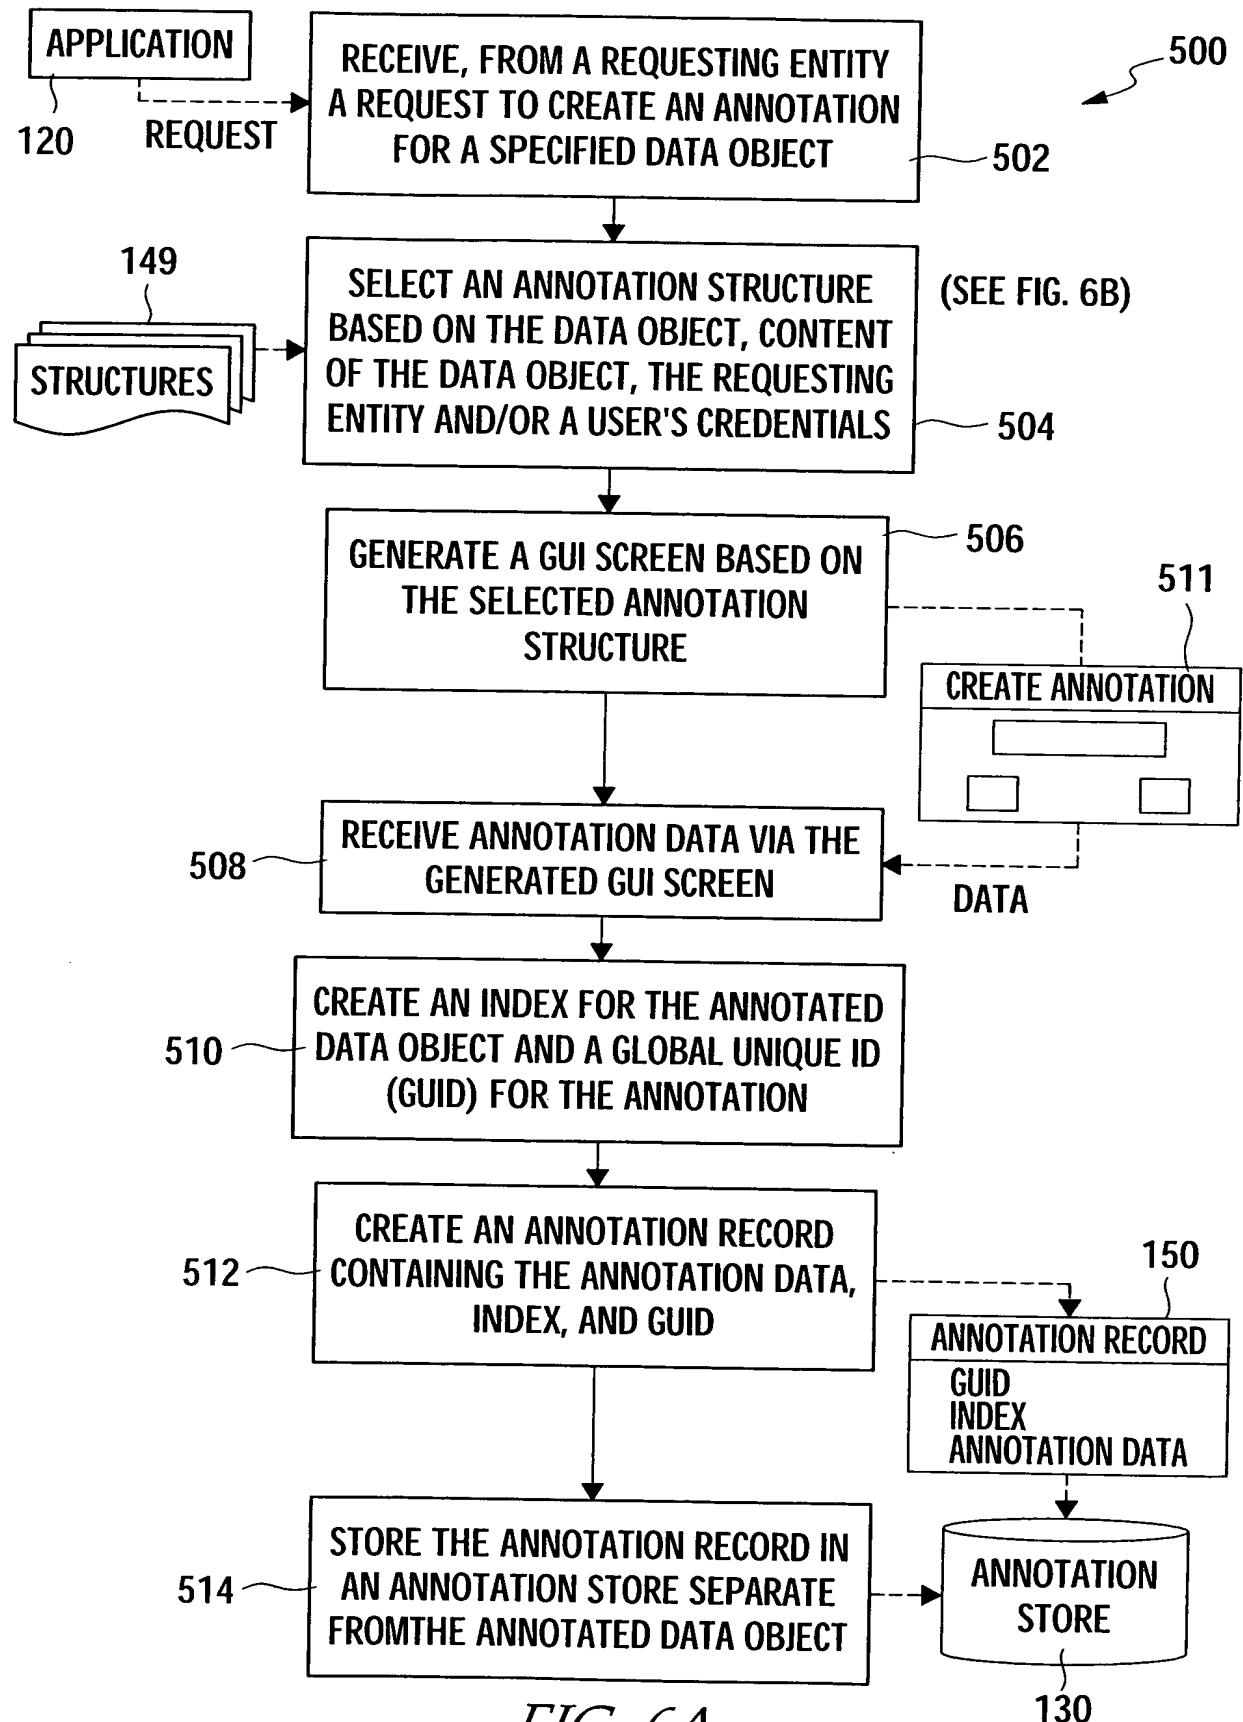 APPLICATION
120
REQUEST
RECEIVE, FROM A REQUESTING ENTITY
A REQUEST TO CREATE AN ANNOTATION
FOR A SPECIFIED DATA OBJECT
500
502
149
STRUCTURES
SELECT AN ANNOTATION STRUCTURE
BASED ON THE DATA OBJECT, CONTENT
OF THE DATA OBJECT, THE REQUESTING
ENTITY AND/OR A USER'S CREDENTIALS
(SEE FIG. 6B)
504
GENERATE A GUI SCREEN BASED ON
THE SELECTED ANNOTATION
STRUCTURE
506
511
CREATE ANNOTATION
508
RECEIVE ANNOTATION DATA VIA THE
GENERATED GUI SCREEN
DATA
510
CREATE AN INDEX FOR THE ANNOTATED
DATA OBJECT AND A GLOBAL UNIQUE ID
(GUID) FOR THE ANNOTATION
512
CREATE AN ANNOTATION RECORD
CONTAINING THE ANNOTATION DATA,
INDEX, AND GUID
150
ANNOTATION RECORD
GUID
INDEX
ANNOTATION DATA
514
STORE THE ANNOTATION RECORD IN
AN ANNOTATION STORE SEPARATE
FROMTHE ANNOTATED DATA OBJECT
ANNOTATION
STORE
130
FIG. 6A